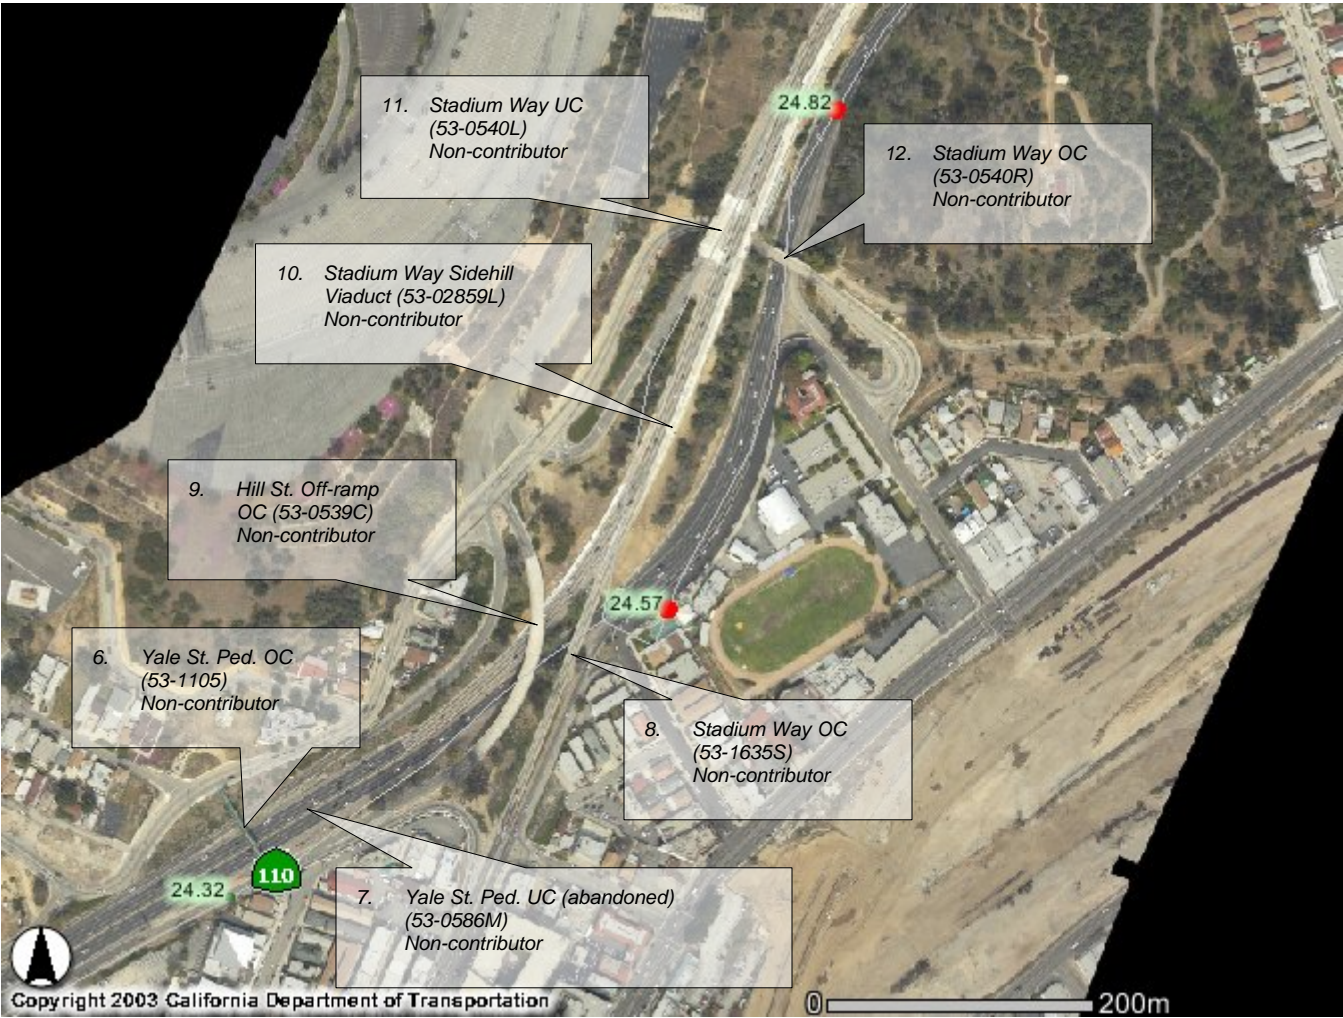 24.82
11. Stadium Way UC
(53-0540L)
Non-contributor
12. Stadium Way OC
(53-0540R)
Non-contributor
10. Stadium Way Sidehill
Viaduct (53-02859L)
Non-contributor
9. Hill St. Off-ramp
OC (53-0539C)
Non-contributor
24.57
6. Yale St. Ped. OC
(53-1105)
Non-contributor
8. Stadium Way OC
(53-1635S)
Non-contributor
110
24.32
7. Yale St. Ped. UC (abandoned)
(53-0586M)
Non-contributor
Copyright 2003 California Department of Transportation
0 200m